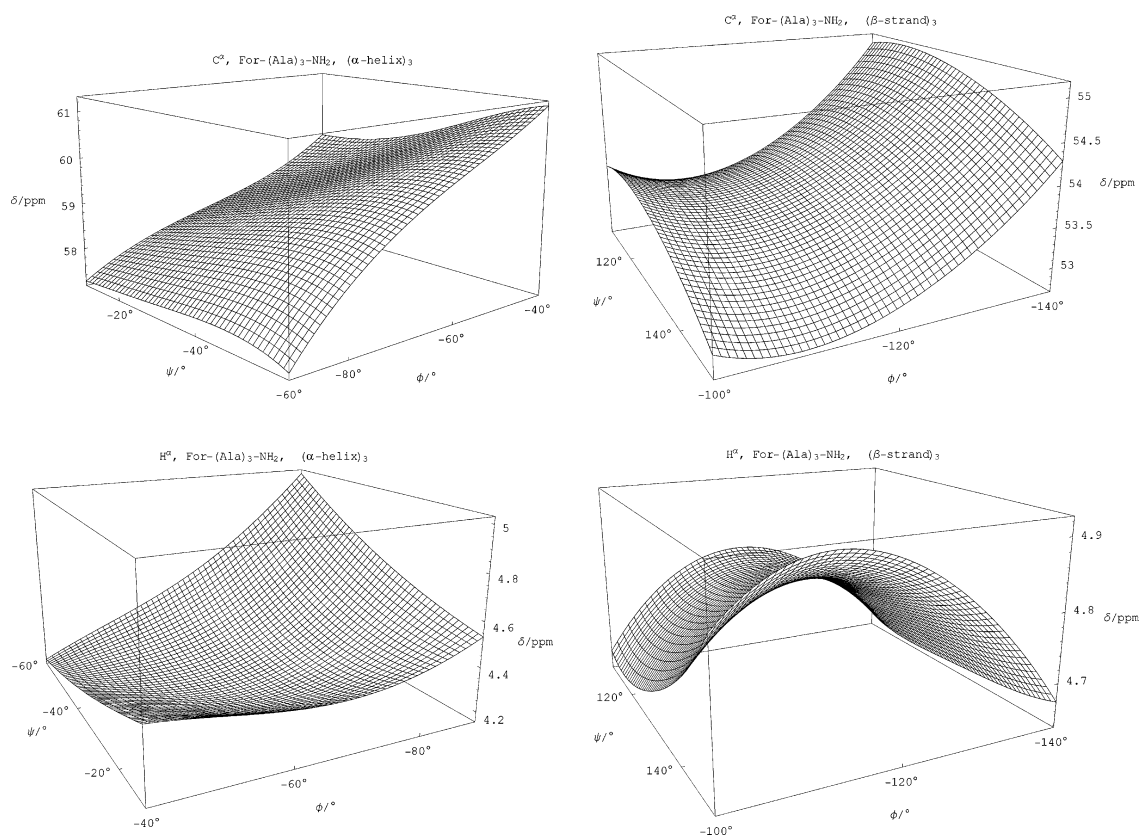 Cα, For-(Ala)3-NH2, (α-helix)3
61
60
59
58
δ/ppm
-20°
-40°
-60°
ψ/°
-80°
-60°
-40°
ϕ/°
Cα, For-(Ala)3-NH2, (β-strand)3
55
54.5
54
53.5
53
δ/ppm
120°
140°
ψ/°
-100°
-120°
-140°
ϕ/°
Hα, For-(Ala)3-NH2, (α-helix)3
5
4.8
4.6
4.4
4.2
δ/ppm
-60°
-40°
-20°
ψ/°
-40°
-60°
-80°
ϕ/°
Hα, For-(Ala)3-NH2, (β-strand)3
4.9
4.8
4.7
δ/ppm
120°
140°
ψ/°
-100°
-120°
-140°
ϕ/°